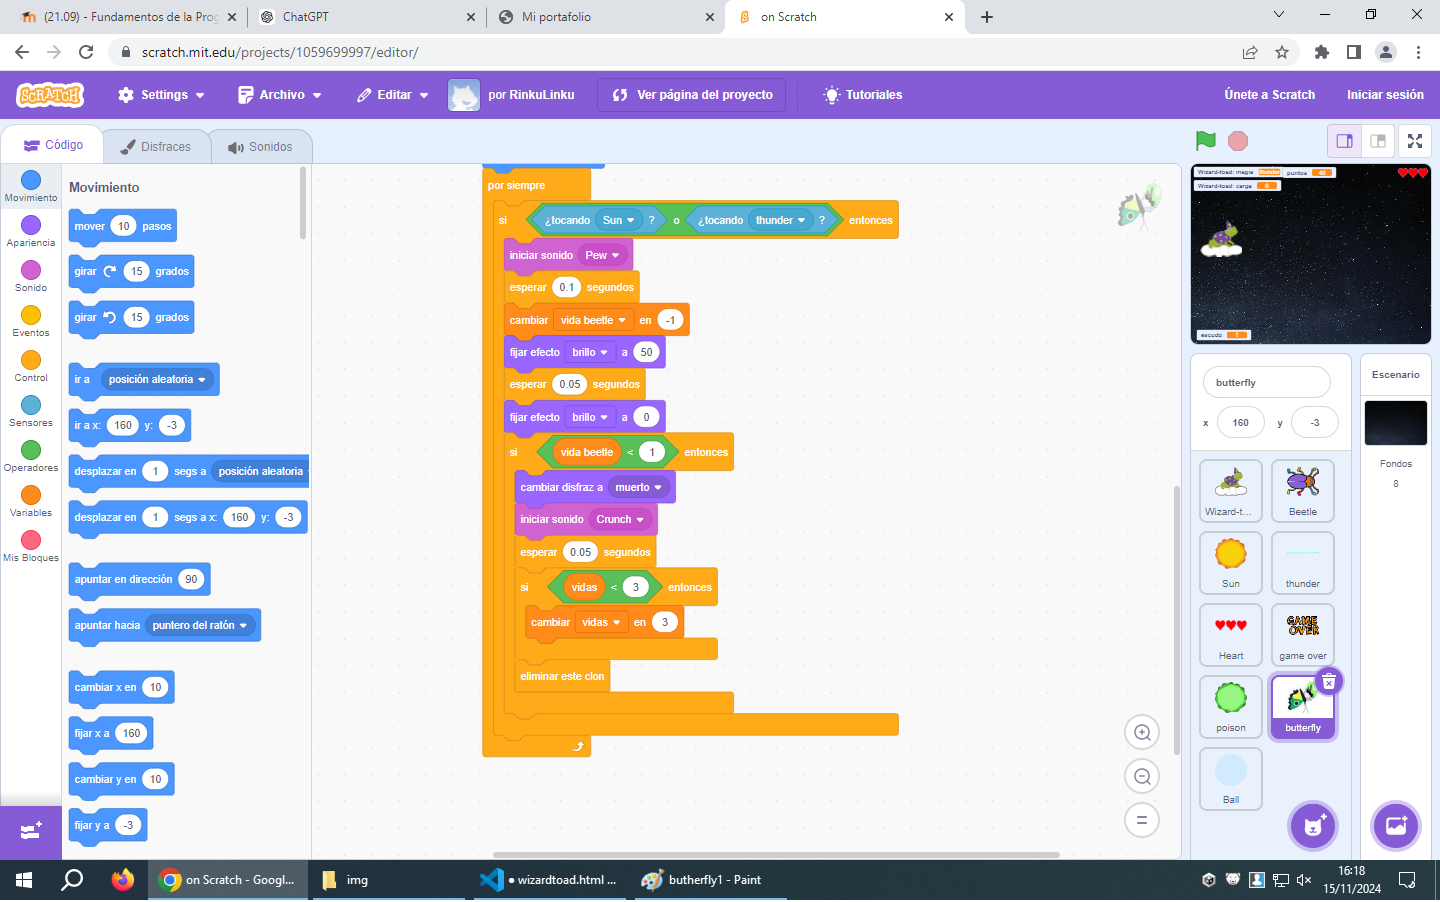 (21.09) - Fundamentos de la Prog
ChatGPT
Mi portafolio
on Scratch
scratch.mit.edu/projects/1059699997/editor/
SCRATCH
Settings
Archivo
Editar
por RinkuLinku
Ver página del proyecto
Tutoriales
Únete a Scratch
Iniciar sesión
Código
Disfraces
Sonidos
Movimiento
Apariencia
Sonido
Eventos
Control
Sensores
Operadores
Variables
Mis Bloques
Movimiento
mover 10 pasos
girar 15 grados
girar 15 grados
ir a posición aleatoria
ir a x: 160 y: -3
desplazar en 1 segs a posición aleatoria
desplazar en 1 segs a x: 160 y: -3
apuntar en dirección 90
apuntar hacia puntero del ratón
cambiar x en 10
fijar x a 160
cambiar y en 10
fijar y a -3
por siempre
si ¿tocando Sun ? o ¿tocando thunder ? entonces
iniciar sonido Pew
esperar 0.1 segundos
cambiar vida beetle en -1
fijar efecto brillo a 50
esperar 0.05 segundos
fijar efecto brillo a 0
si vida beetle < 1 entonces
cambiar disfraz a muerto
iniciar sonido Crunch
esperar 0.05 segundos
si vidas < 3 entonces
cambiar vidas en 3
eliminar este clon
Wizard-toad: magia thunder
puntos 40
Wizard-toad: carga 0
escudo 1
butterfly
x 160 y -3
Escenario
Fondos
8
Wizard-t...
Beetle
Sun
thunder
Heart
GAME OVER
game over
poison
butterfly
Ball
on Scratch - Googl...
img
● wizardtoad.html ...
butherfly1 - Paint
16:18
15/11/2024